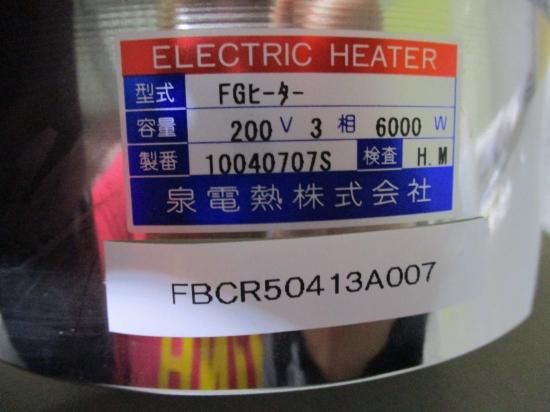 ELECTRIC HEATER
型式 FGヒーター
容量 200 V 3 相 6000 W
製番 10040707S 検査 H.M
泉電熱株式会社
FBCR50413A007